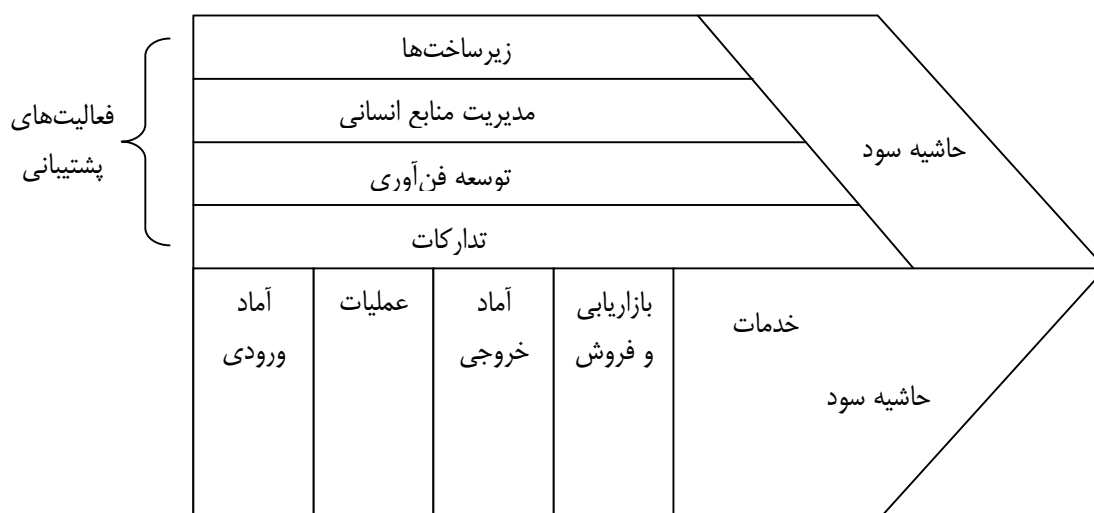 زیرساخت‌ها
مدیریت منابع انسانی
توسعه فن‌آوری
تدارکات
فعالیت‌های
پشتیبانی
حاشیه سود
آماد
ورودی
عملیات
آماد
خروجی
بازاریابی
و فروش
خدمات
حاشیه سود